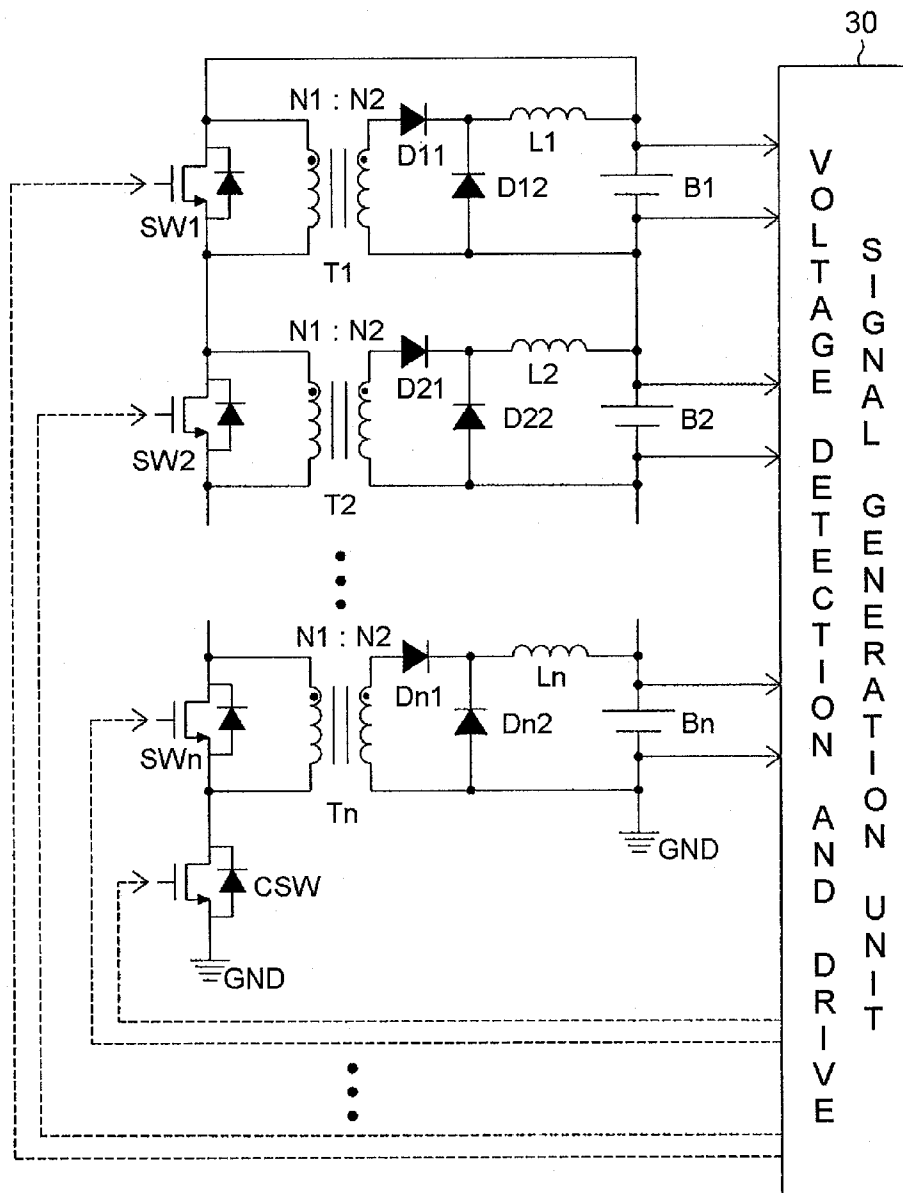 30
N1 : N2
D11
L1
D12
B1
SW1
T1
N1 : N2
D21
L2
D22
B2
SW2
T2
N1 : N2
Dn1
Ln
Dn2
Bn
SWn
Tn
GND
CSW
GND
VOLTAGE DETECTION AND DRIVE
SIGNAL GENERATION UNIT